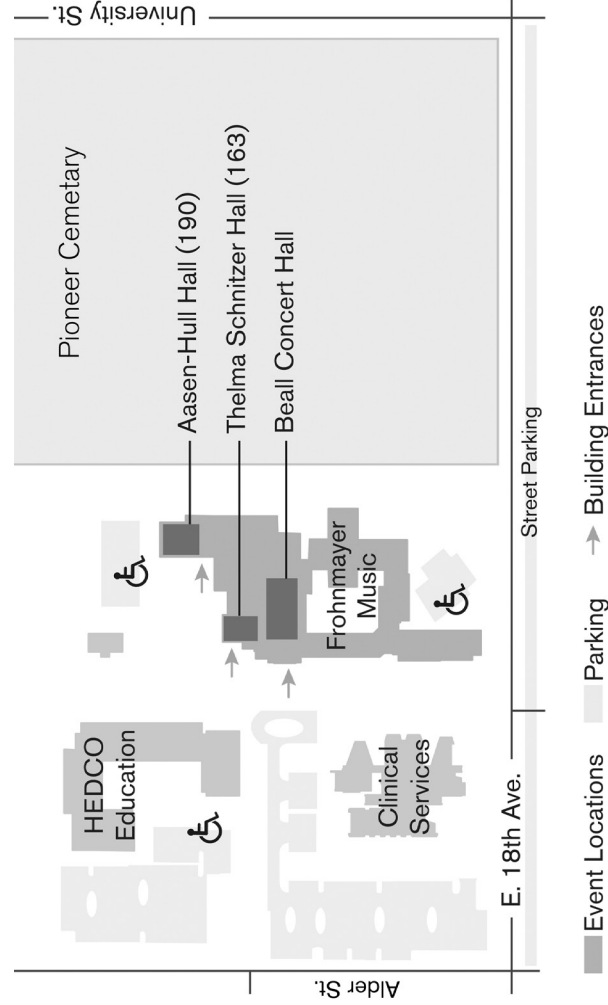 University St.
Pioneer Cemetary
Aasen-Hull Hall (190)
Thelma Schnitzer Hall (163)
Beall Concert Hall
Frohnmayer
Music
HEDCO
Education
Clinical
Services
Alder St.
E. 18th Ave.
Street Parking
Event Locations
Parking
Building Entrances